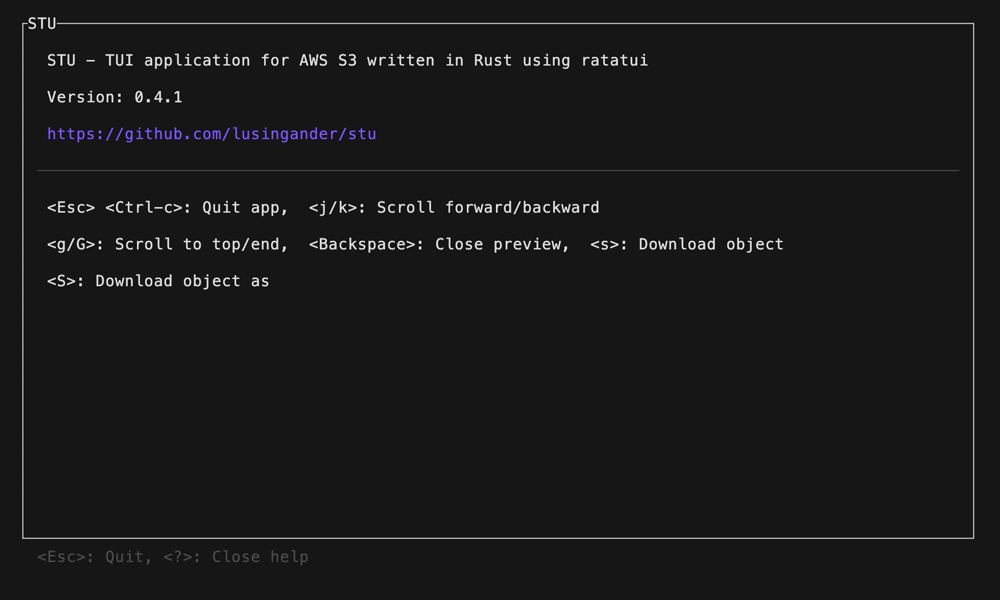 STU
STU – TUI application for AWS S3 written in Rust using ratatui
Version: 0.4.1
https://github.com/lusingander/stu
<Esc> <Ctrl-c>: Quit app,  <j/k>: Scroll forward/backward
<g/G>: Scroll to top/end,  <Backspace>: Close preview,  <s>: Download object
<S>: Download object as
<Esc>: Quit, <?>: Close help